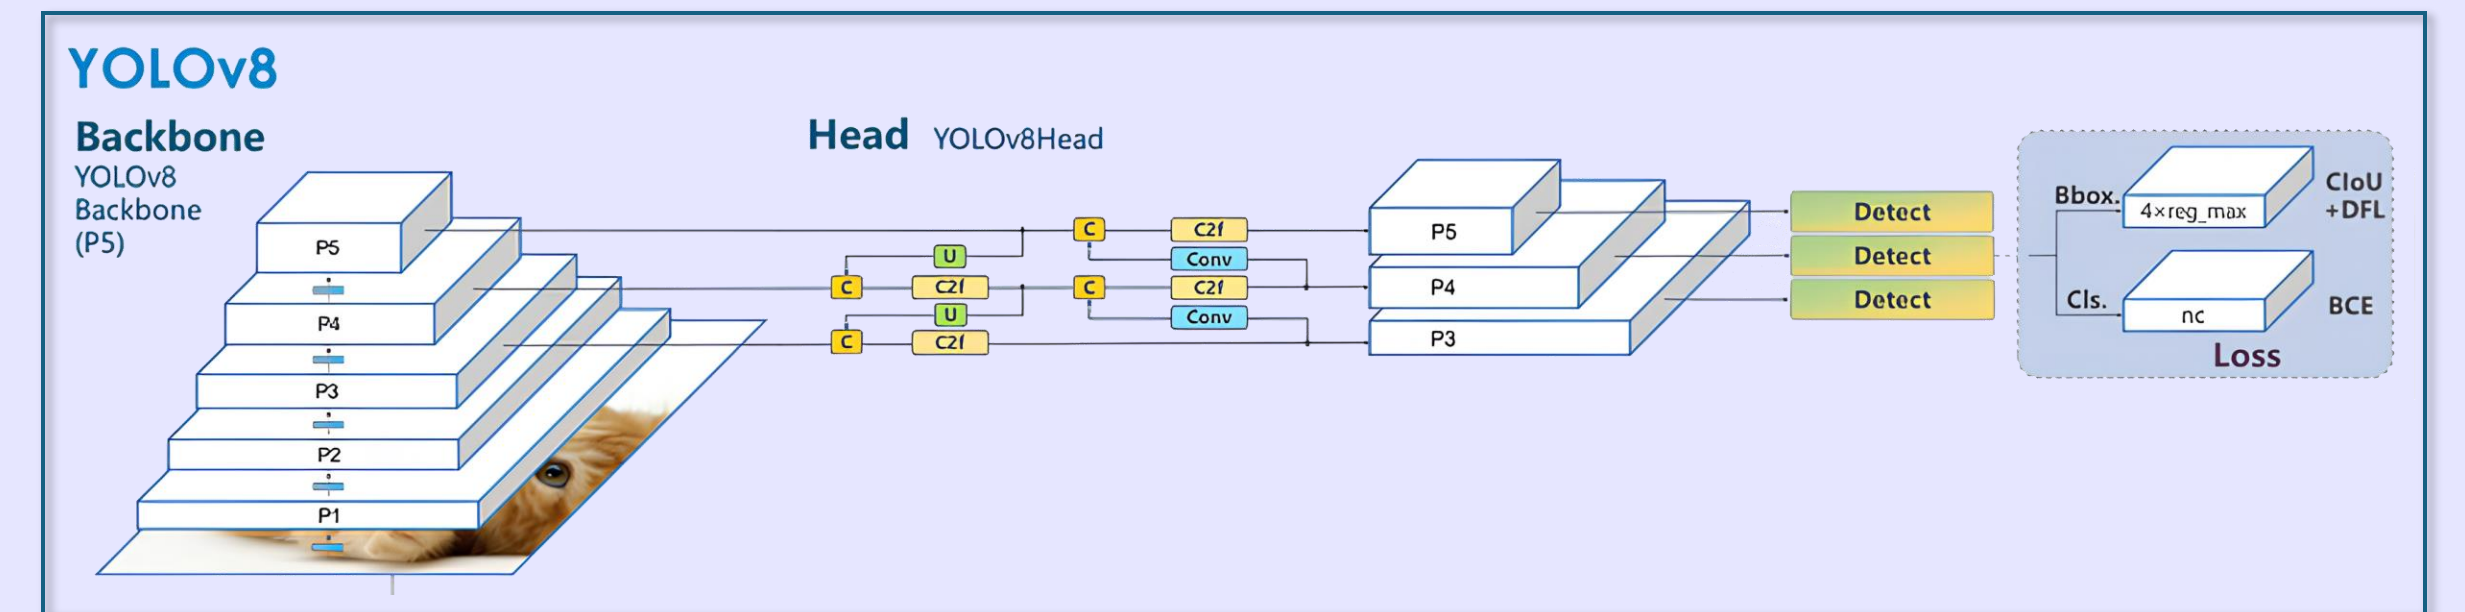 YOLOv8
Backbone
YOLOv8
Backbone
(P5)
P5
P4
P3
P2
P1
Head YOLOv8Head
C C2f
U Conv
C C2f C C2f
U Conv
C C2f
P5
P4
P3
Detect
Detect
Detect
Bbox.
4×reg_max
CIoU
+DFL
Cls.
nc
BCE
Loss